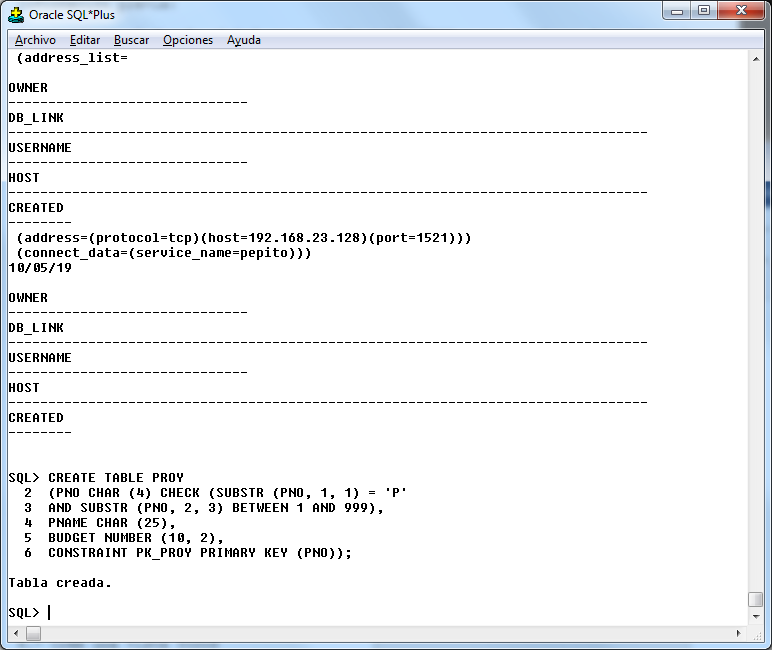 Oracle SQL*Plus
Archivo Editar Buscar Opciones Ayuda
(address_list=
OWNER
------------------------------
DB_LINK
--------------------------------------------------------------------------------
USERNAME
------------------------------
HOST
--------------------------------------------------------------------------------
CREATED
--------
(address=(protocol=tcp)(host=192.168.23.128)(port=1521)))
(connect_data=(service_name=pepito)))
10/05/19
OWNER
------------------------------
DB_LINK
--------------------------------------------------------------------------------
USERNAME
------------------------------
HOST
--------------------------------------------------------------------------------
CREATED
--------
SQL> CREATE TABLE PROY
2 (PNO CHAR (4) CHECK (SUBSTR (PNO, 1, 1) = 'P'
3 AND SUBSTR (PNO, 2, 3) BETWEEN 1 AND 999),
4 PNAME CHAR (25),
5 BUDGET NUMBER (10, 2),
6 CONSTRAINT PK_PROY PRIMARY KEY (PNO));
Tabla creada.
SQL>